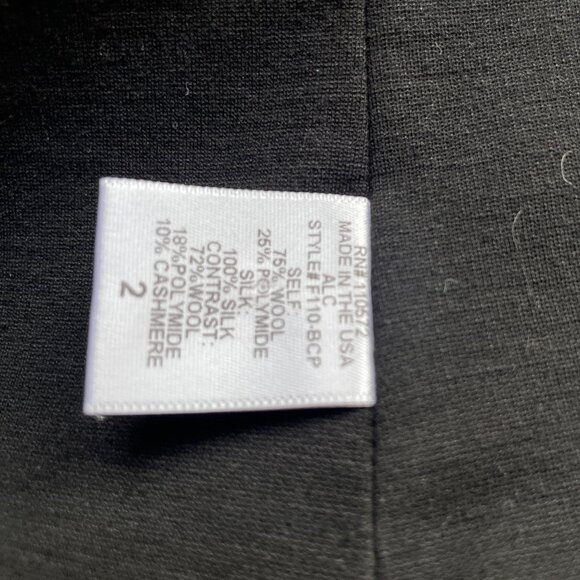 RN#110572
MADE IN THE USA
ALC
STYLE# F110-BCP
SELF:
75% WOOL
25% POLYMIDE
SILK:
100% SILK
CONTRAST:
72% WOOL
18%POLYMIDE
10% CASHMERE
2